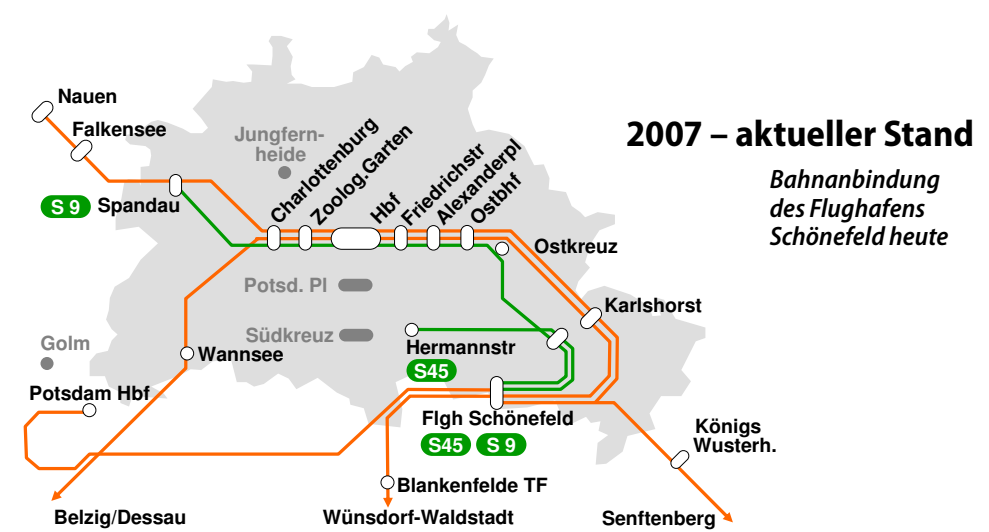 Nauen
Falkensee
Jungfern-
heide
Charlottenburg
Zoolog.Garten
Hbf
Friedrichstr
Alexanderpl
Ostbhf
2007 – aktueller Stand
Bahnanbindung
des Flughafens
Schönefeld heute
S 9 Spandau
Ostkreuz
Potsd. Pl
Karlshorst
Südkreuz
Golm
Wannsee
Hermannstr
S45
Potsdam Hbf
Flgh Schönefeld
S45 S 9
Königs
Wusterh.
Blankenfelde TF
Belzig/Dessau
Wünsdorf-Waldstadt
Senftenberg